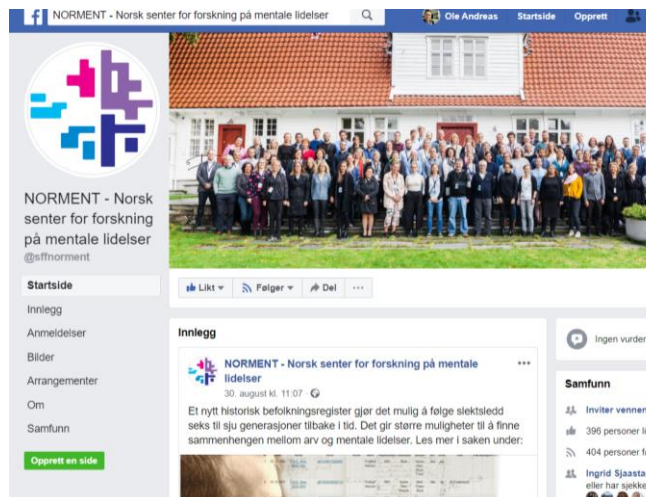 NORMENT - Norsk senter for forskning på mentale lidelser
Ole Andreas
Startside
Opprett
NORMENT - Norsk
senter for forskning
på mentale lidelser
@sffnorment
Startside
Innlegg
Anmeldelser
Bilder
Arrangementer
Om
Samfunn
Opprett en side
Likt
Følger
Del
Innlegg
NORMENT - Norsk senter for forskning på mentale
lidelser
30. august kl. 11:07
Et nytt historisk befolkningsregister gjør det mulig å følge slektsledd
seks til sju generasjoner tilbake i tid. Det gir større muligheter til å finne
sammenhengen mellom arv og mentale lidelser. Les mer i saken under:
Ingen vurder
Samfunn
Inviter vennen
396 personer li
404 personer fø
Ingrid Sjaasta
eller har sjekke